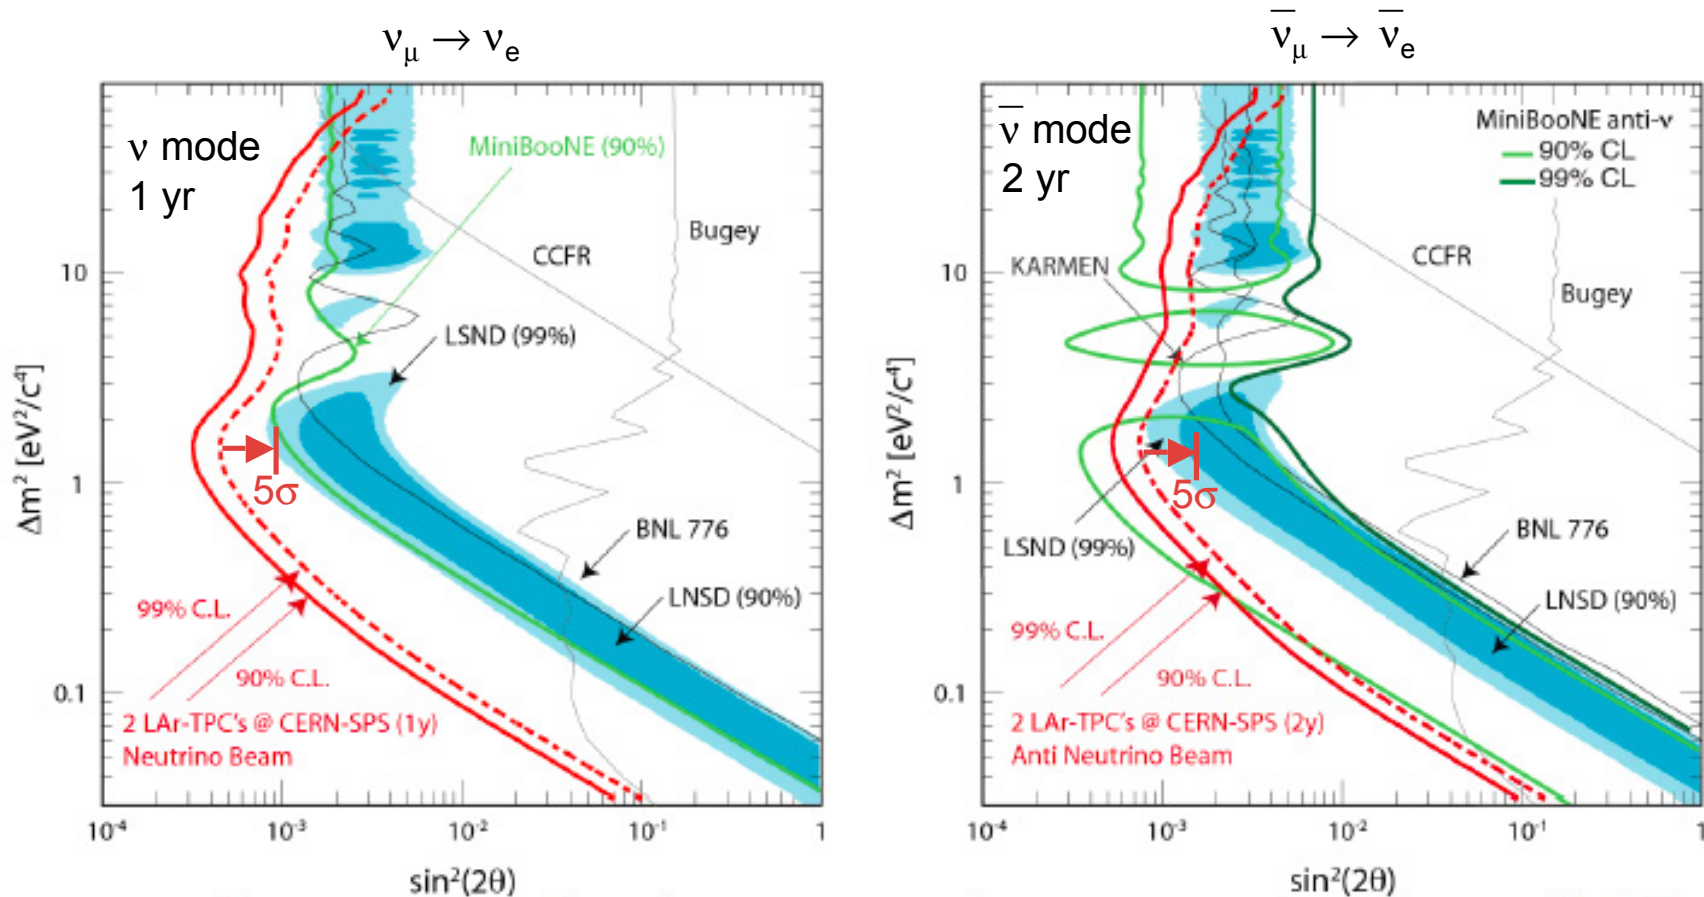 ν_μ → ν_e
ν mode
1 yr
MiniBooNE (90%)
Bugey
CCFR
LSND (99%)
5σ
BNL 776
LNSD (90%)
99% C.L.
90% C.L.
2 LAr-TPC's @ CERN-SPS (1y)
Neutrino Beam
10
1
0.1
Δm² [eV²/c⁴]
10⁻⁴ 10⁻³ 10⁻² 10⁻¹ 1
sin²(2θ)
ν̅_μ → ν̅_e
ν̅ mode
2 yr
MiniBooNE anti-ν
90% CL
99% CL
KARMEN
CCFR
Bugey
5σ
LSND (99%)
BNL 776
LNSD (90%)
99% C.L.
90% C.L.
2 LAr-TPC's @ CERN-SPS (2y)
Anti Neutrino Beam
10
1
0.1
Δm² [eV²/c⁴]
10⁻⁴ 10⁻³ 10⁻² 10⁻¹ 1
sin²(2θ)